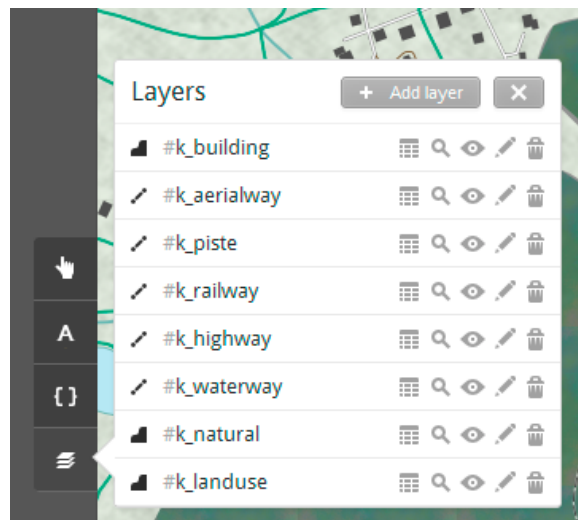 Layers
+ Add layer
#k_building
#k_aerialway
#k_piste
#k_railway
A
#k_highway
{ }
#k_waterway
#k_natural
#k_landuse